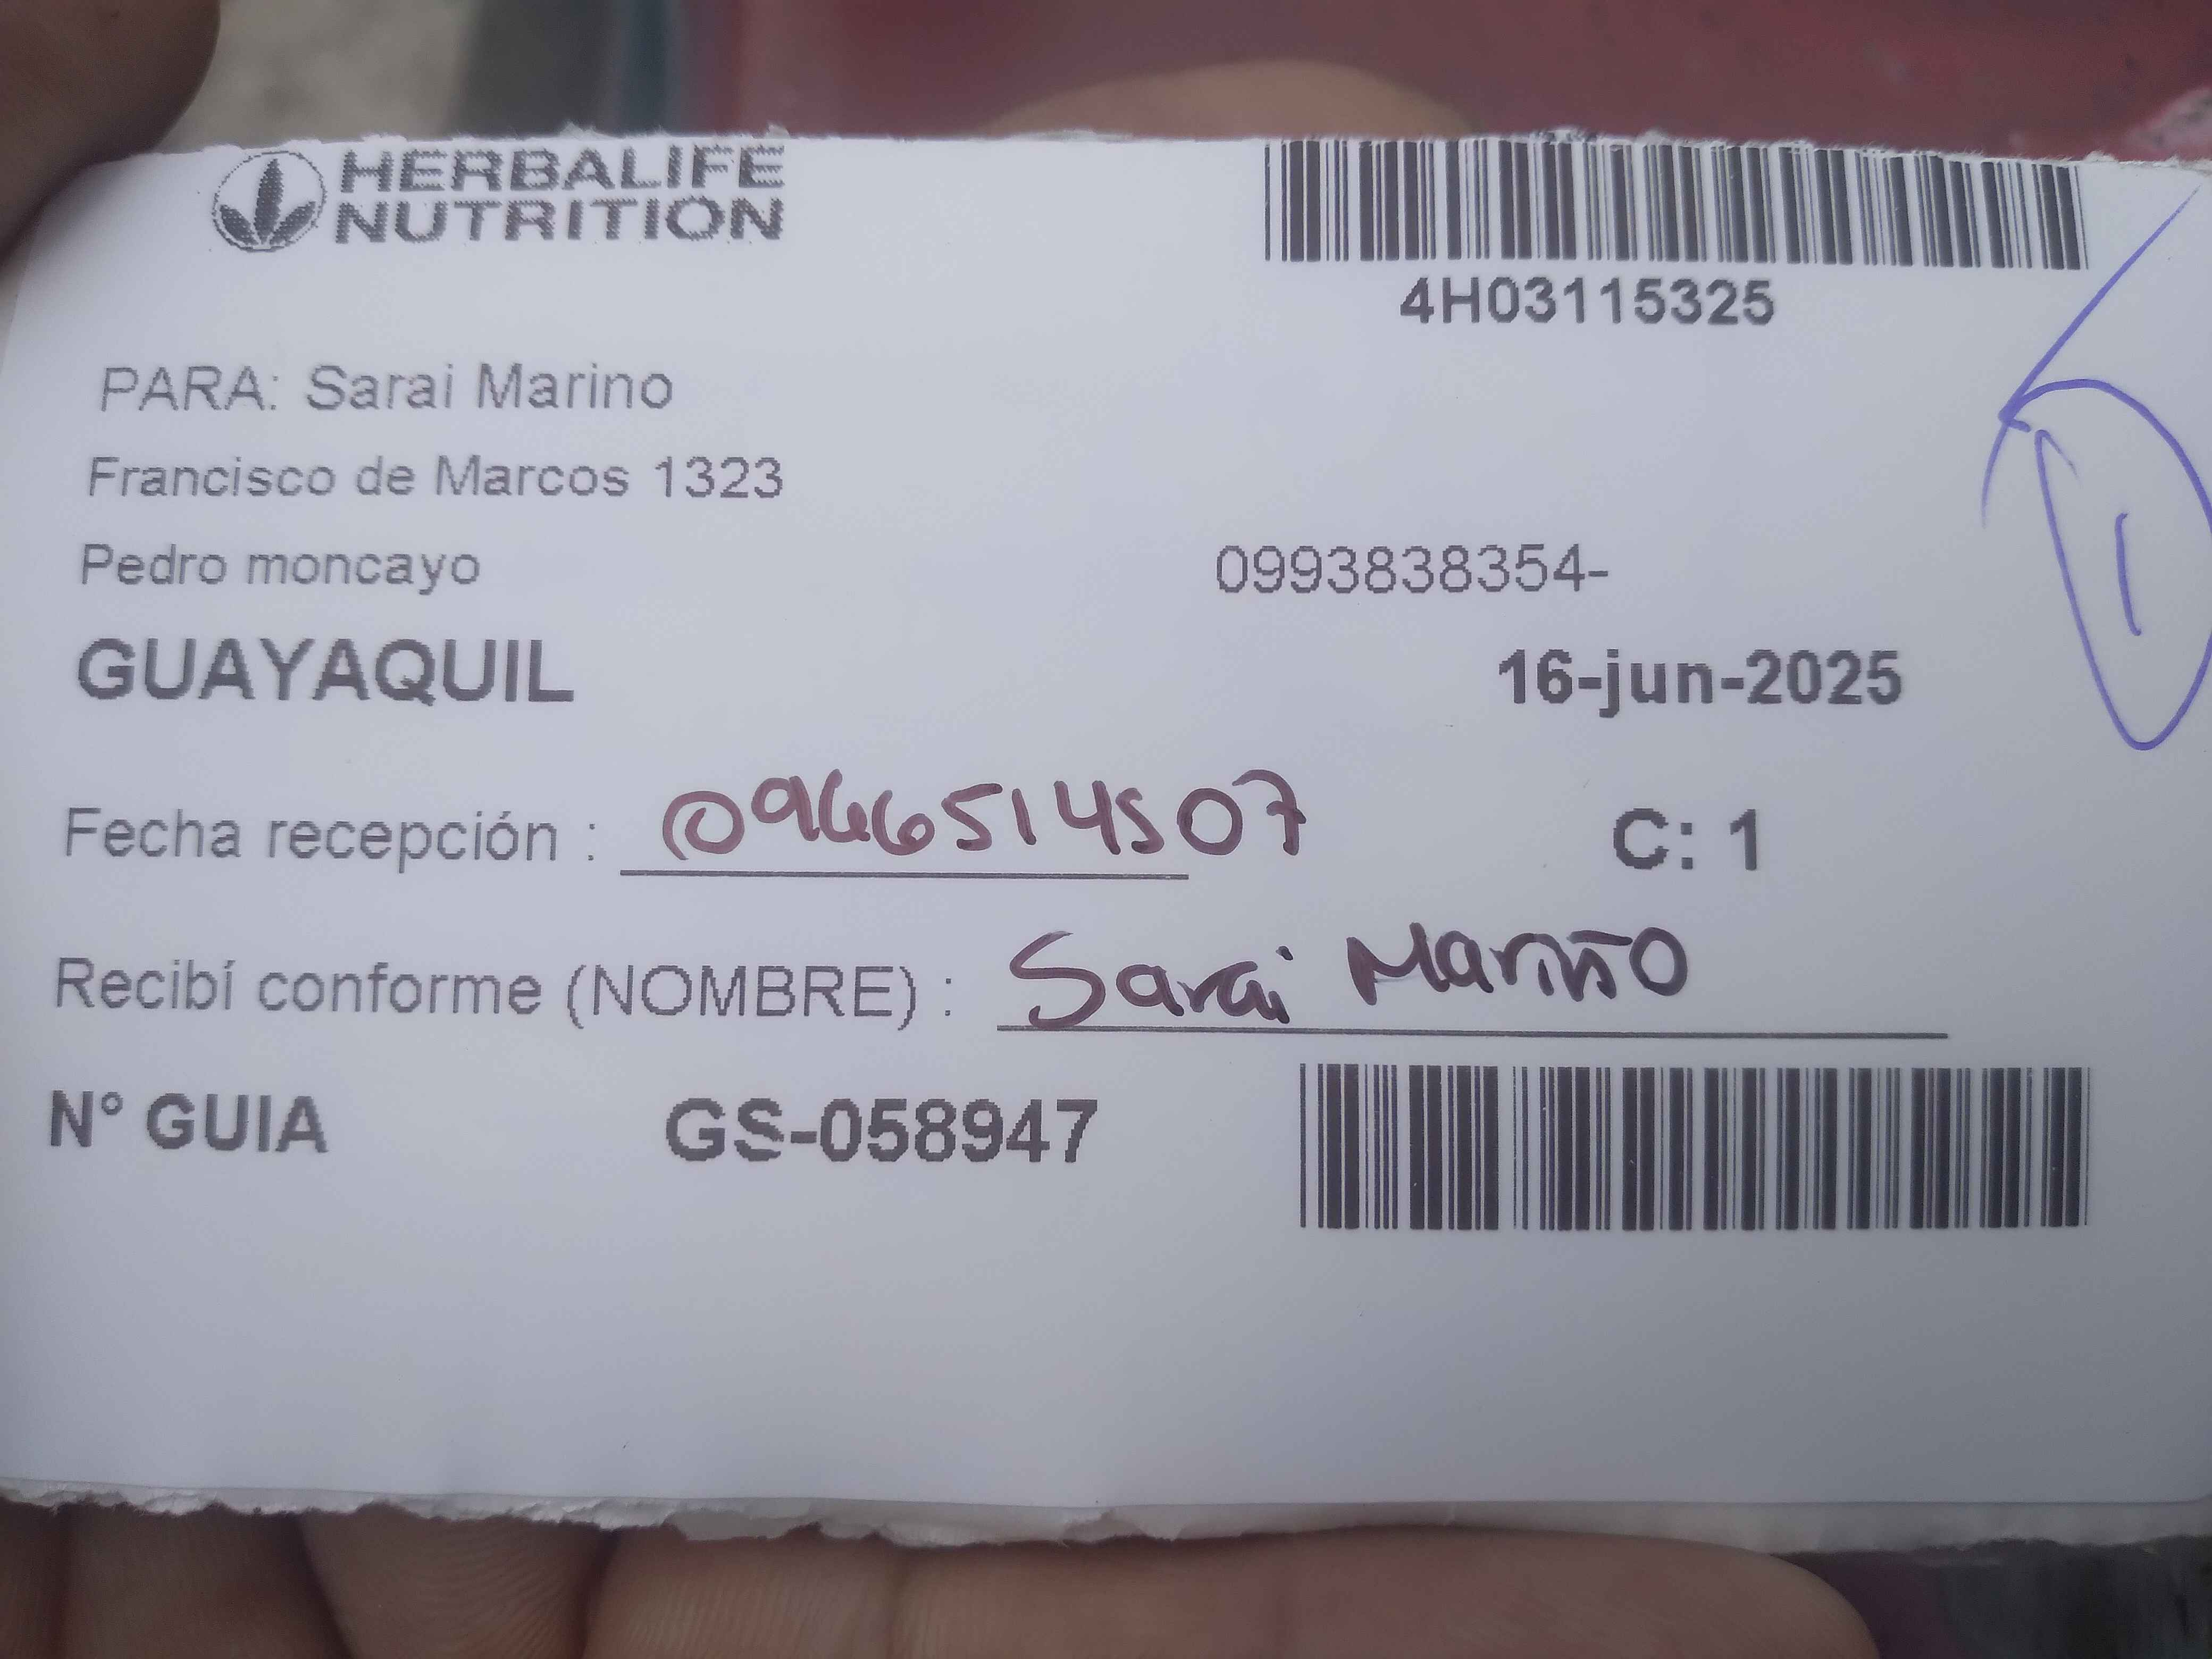 HERBALIFE
NUTRITION
4H03115325
PARA: Sarai Marino
Francisco de Marcos 1323
Pedro moncayo
0993838354-
GUAYAQUIL
16-jun-2025
1
Fecha recepción : 0966514507
C: 1
Recibí conforme (NOMBRE) : Sarai Mariño
N° GUIA GS-058947